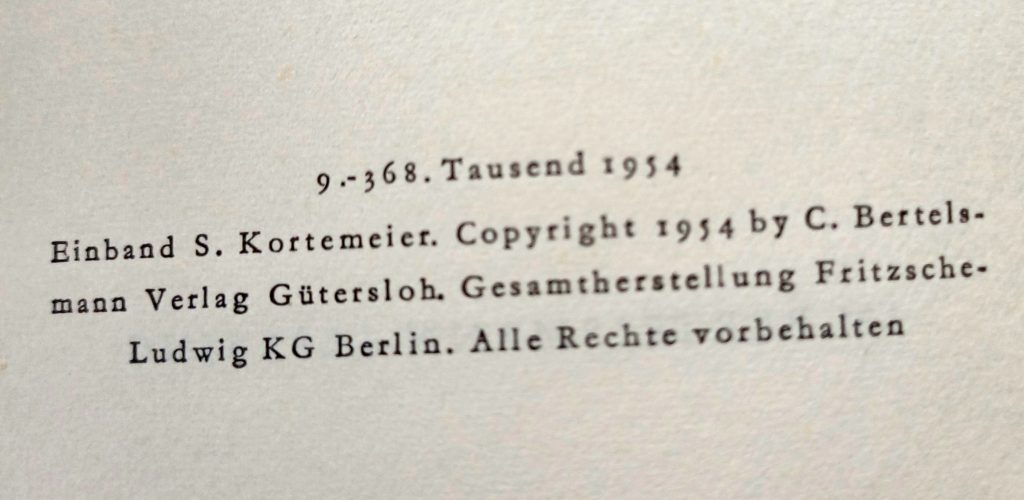 9.-368. Tausend 1954
Einband S. Kortemeier. Copyright 1954 by C. Bertels-
mann Verlag Gütersloh. Gesamtherstellung Fritzsche-
Ludwig KG Berlin. Alle Rechte vorbehalten